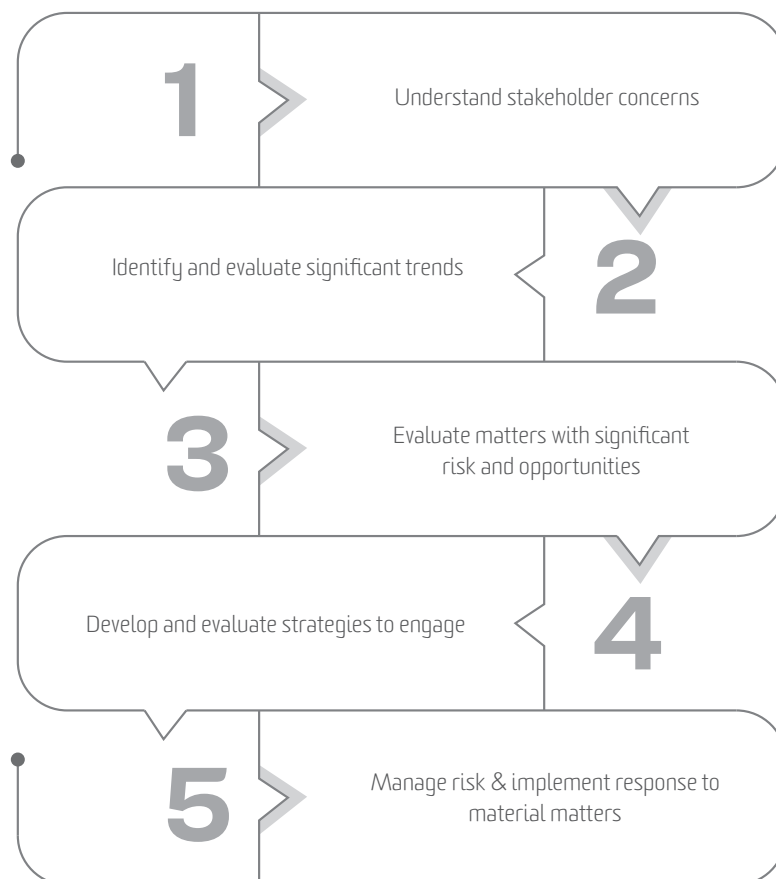 1
Understand stakeholder concerns
Identify and evaluate significant trends
2
3
Evaluate matters with significant
risk and opportunities
Develop and evaluate strategies to engage
4
5
Manage risk & implement response to
material matters